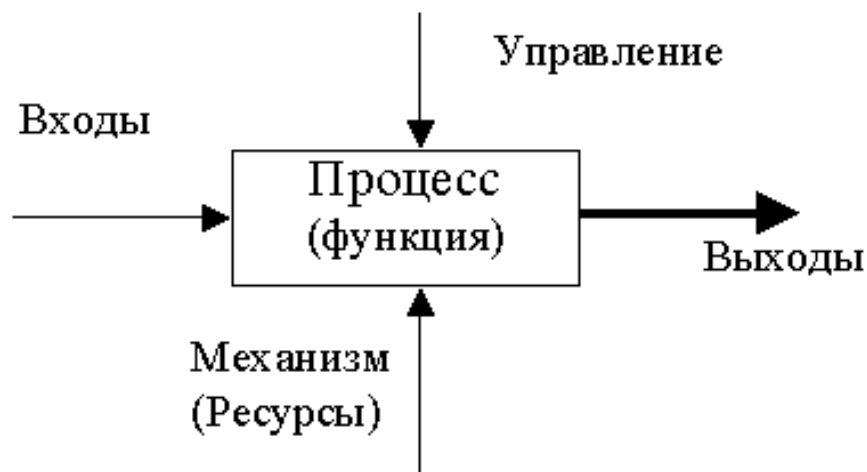 Управление
Входы
Процесс
(функция)
Выходы
Механизм
(Ресурсы)